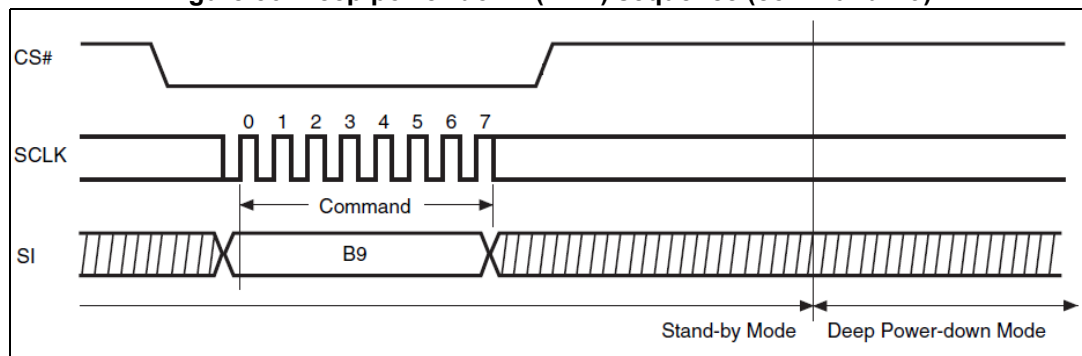 CS#
0 1 2 3 4 5 6 7
SCLK
Command
SI
B9
Stand-by Mode
Deep Power-down Mode